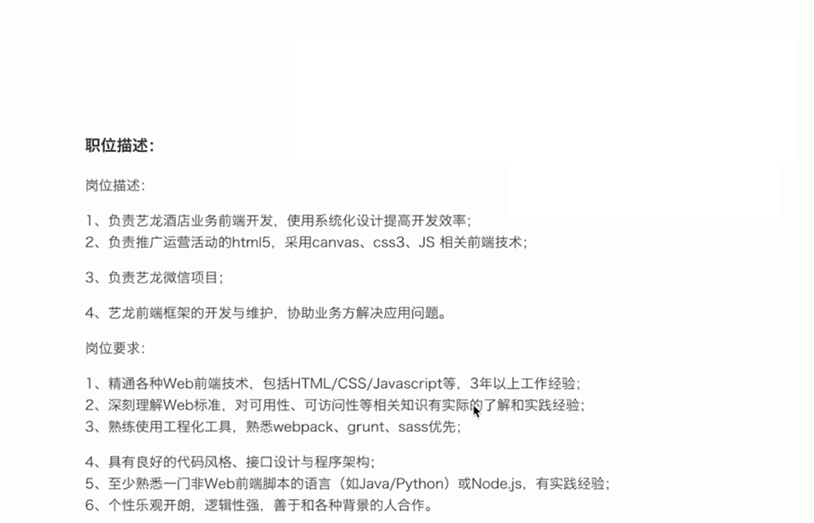 职位描述：
岗位描述：
1、负责艺龙酒店业务前端开发，使用系统化设计提高开发效率；
2、负责推广运营活动的html5，采用canvas、css3、JS 相关前端技术；
3、负责艺龙微信项目；
4、艺龙前端框架的开发与维护，协助业务方解决应用问题。
岗位要求：
1、精通各种Web前端技术，包括HTML/CSS/Javascript等，3年以上工作经验；
2、深刻理解Web标准，对可用性、可访问性等相关知识有实际的了解和实践经验；
3、熟练使用工程化工具，熟悉webpack、grunt、sass优先；
4、具有良好的代码风格、接口设计与程序架构；
5、至少熟悉一门非Web前端脚本的语言（如Java/Python）或Node.js，有实践经验；
6、个性乐观开朗，逻辑性强，善于和各种背景的人合作。